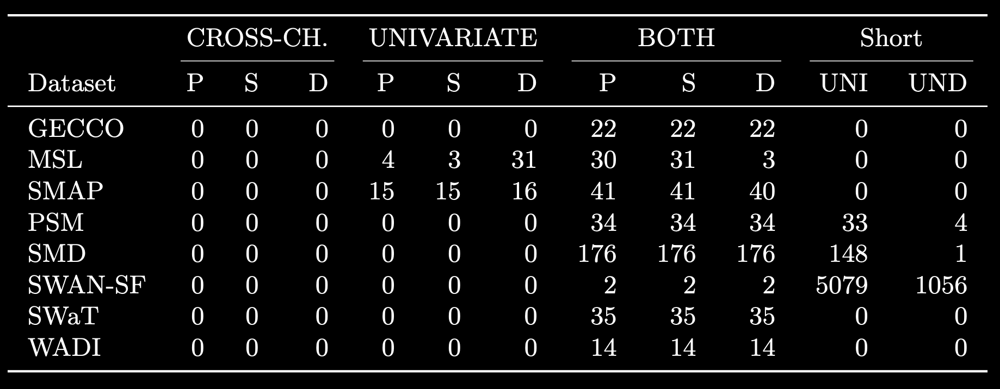 CROSS-CH. UNIVARIATE BOTH Short
Dataset P S D P S D P S D UNI UND
GECCO 0 0 0 0 0 0 22 22 22 0 0
MSL 0 0 0 4 3 31 30 31 3 0 0
SMAP 0 0 0 15 15 16 41 41 40 0 0
PSM 0 0 0 0 0 0 34 34 34 33 4
SMD 0 0 0 0 0 0 176 176 176 148 1
SWAN-SF 0 0 0 0 0 0 2 2 2 5079 1056
SWaT 0 0 0 0 0 0 35 35 35 0 0
WADI 0 0 0 0 0 0 14 14 14 0 0